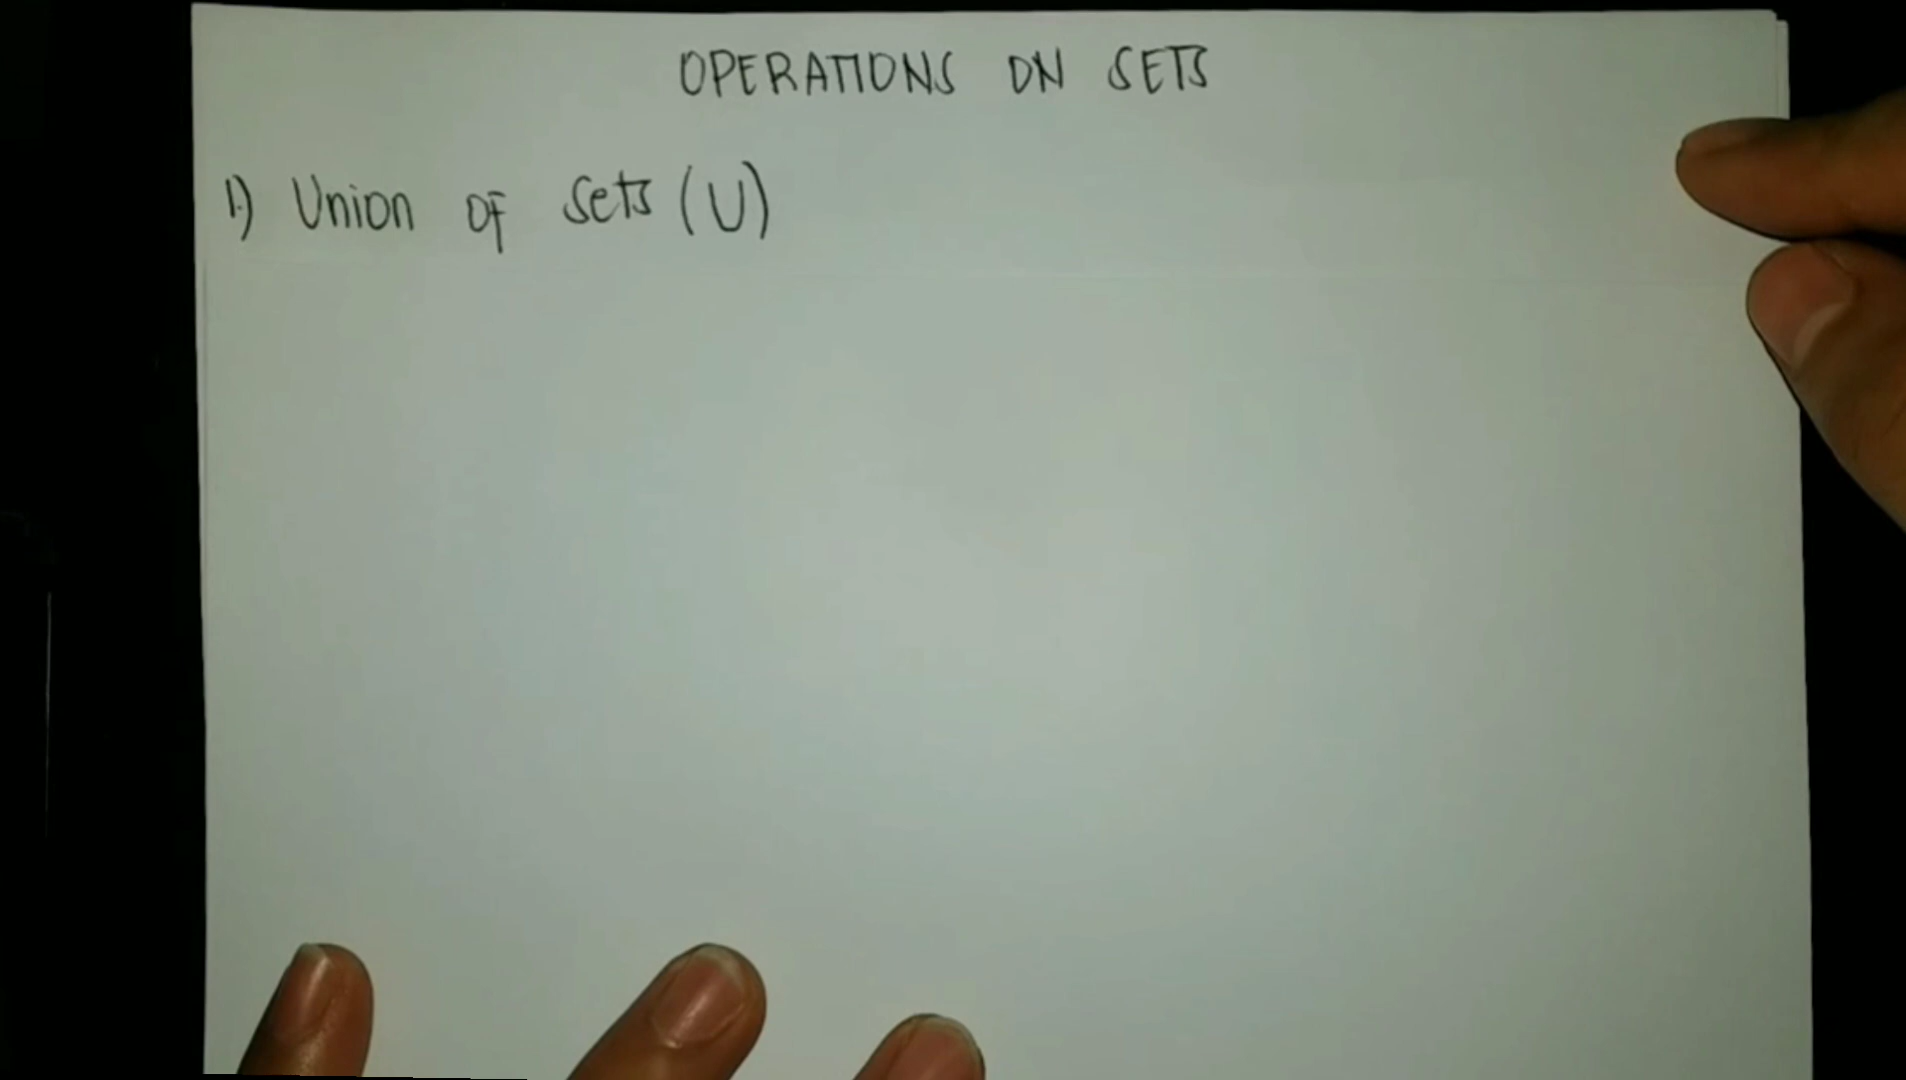 OPERATIONS ON SETS
1) Union of Sets (U)